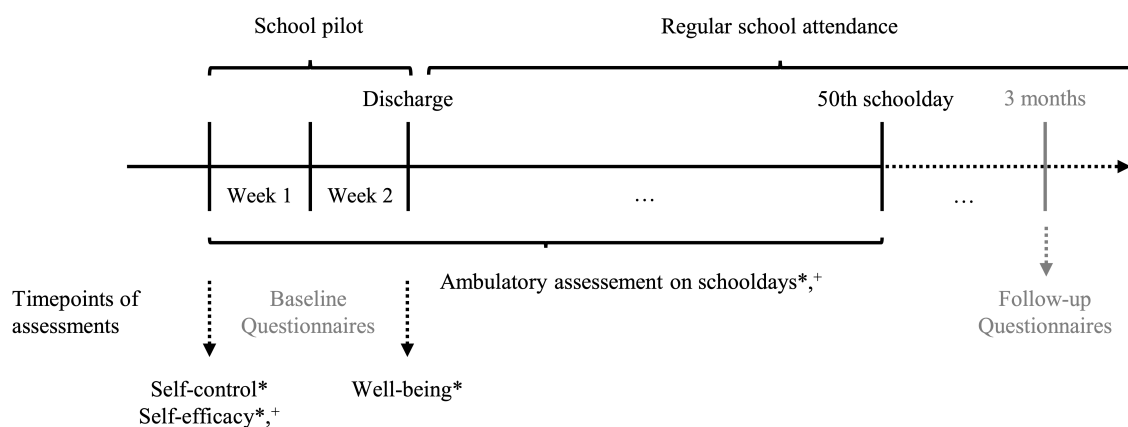 School pilot
Regular school attendance
Discharge
50th schoolday
3 months
Week 1
Week 2
…
…
Ambulatory assessement on schooldays*,+
Timepoints of
assessments
Baseline
Questionnaires
Follow-up
Questionnaires
Self-control*
Self-efficacy*,+
Well-being*